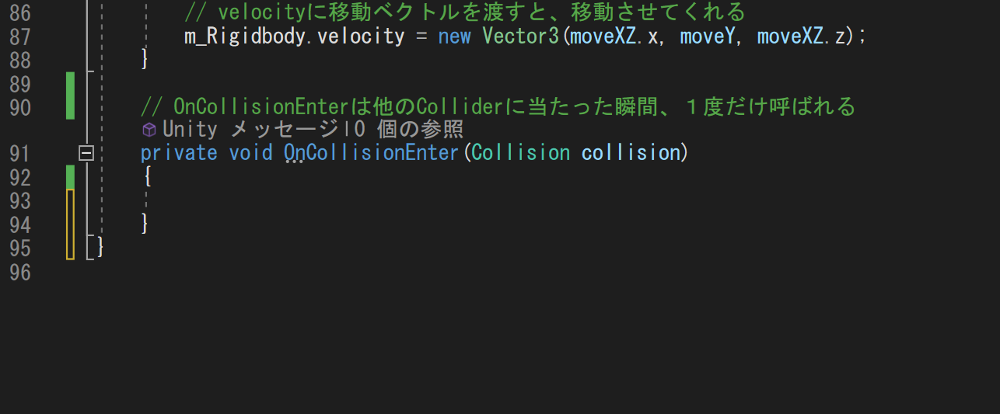 86 // velocityに移動ベクトルを渡すと、移動させてくれる
87 m_Rigidbody.velocity = new Vector3(moveXZ.x, moveY, moveXZ.z);
88 }
89
90 // OnCollisionEnterは他のColliderに当たった瞬間、１度だけ呼ばれる
Unity メッセージ|0 個の参照
91 private void OnCollisionEnter(Collision collision)
92 {
93
94 }
95 }
96